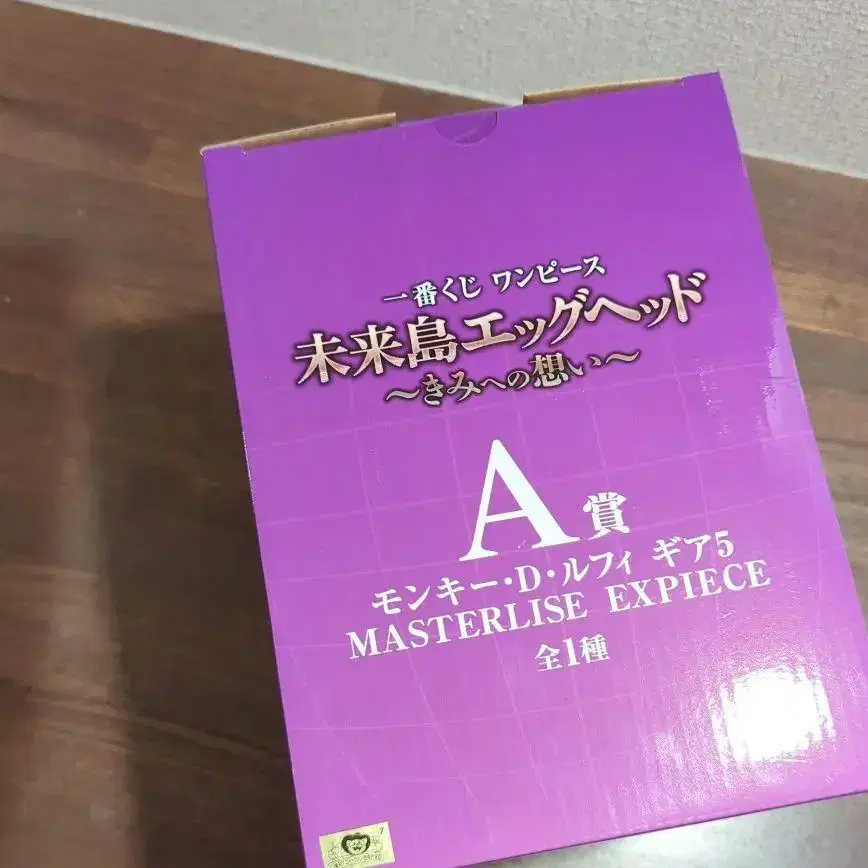 一番くじ ワンピース
未来島エッグヘッド
～きみへの想い～
A賞
モンキー・D・ルフィ ギア5
MASTERLISE EXPIECE
全1種